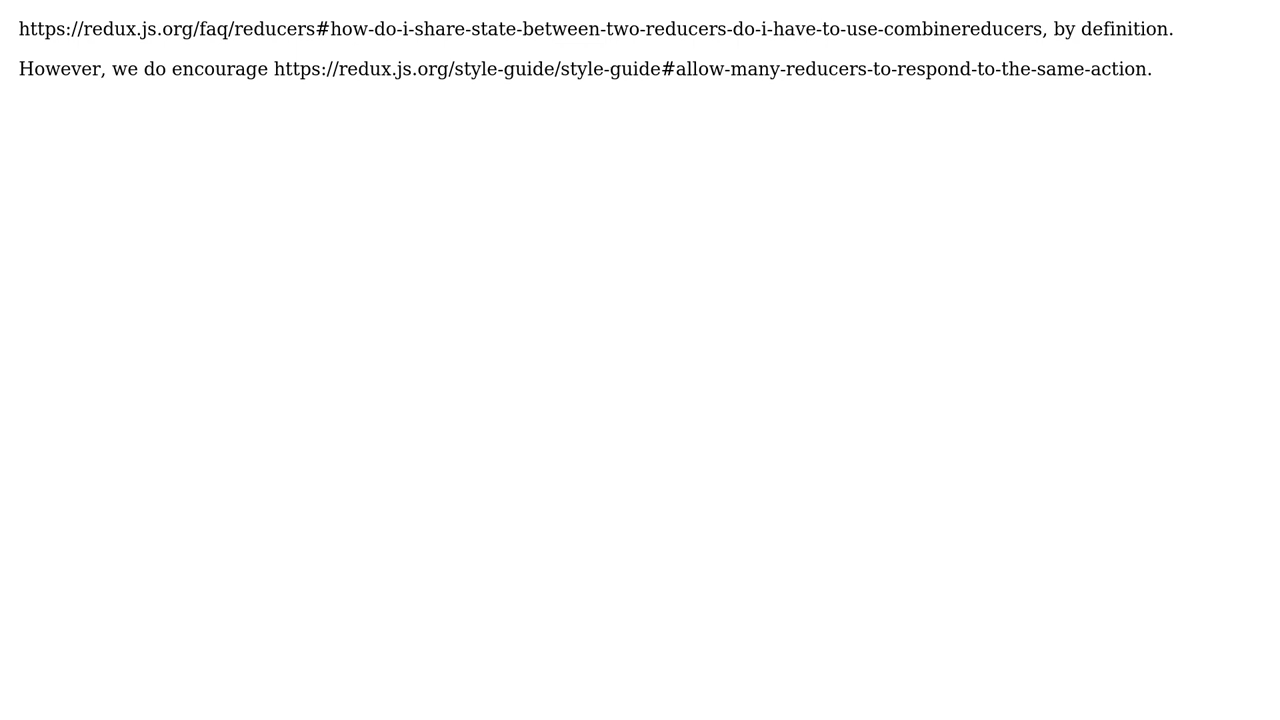 https://redux.js.org/faq/reducers#how-do-i-share-state-between-two-reducers-do-i-have-to-use-combinereducers, by definition.
However, we do encourage https://redux.js.org/style-guide/style-guide#allow-many-reducers-to-respond-to-the-same-action.